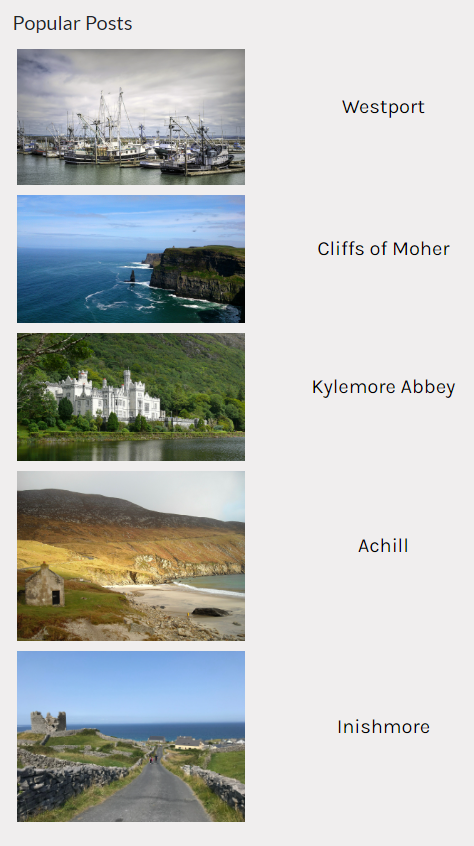 Popular Posts
Westport
Cliffs of Moher
Kylemore Abbey
Achill
Inishmore